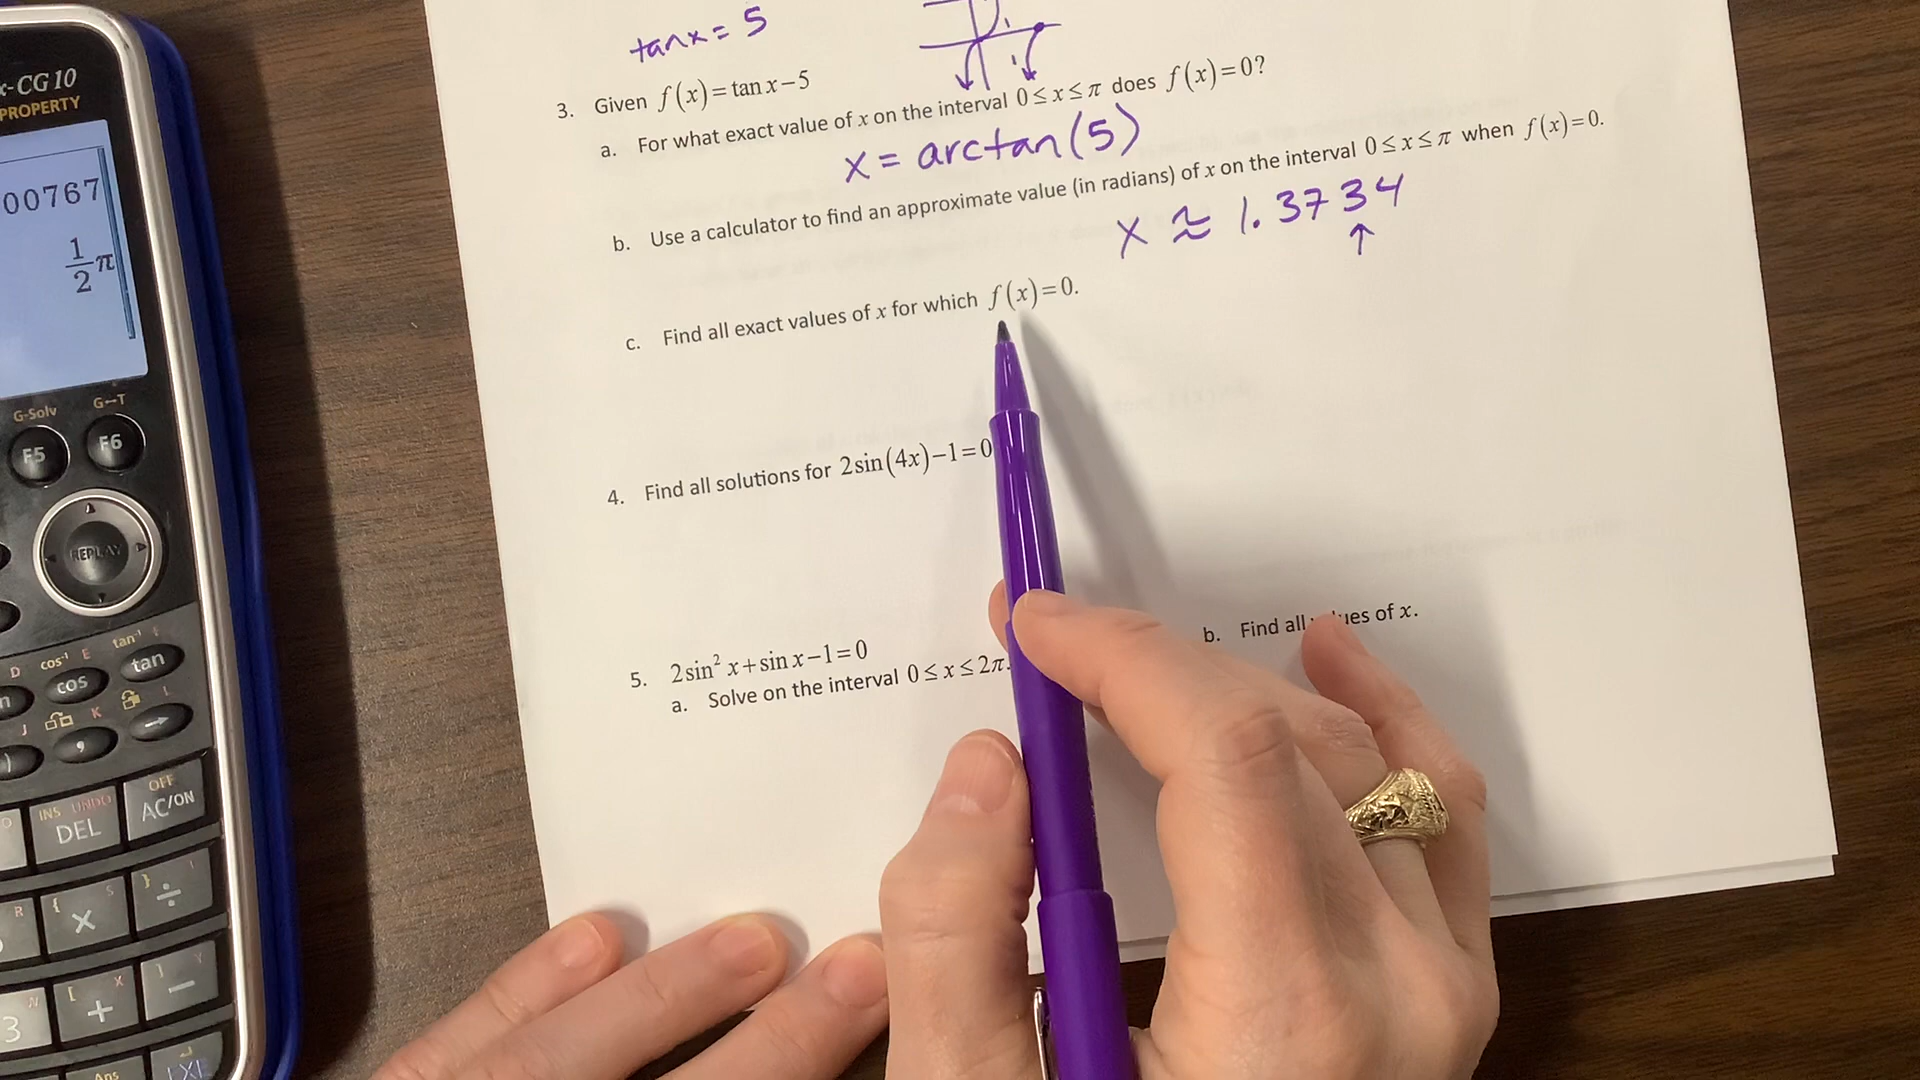 tanx = 5
3. Given f(x)=tan x−5
a. For what exact value of x on the interval 0≤x≤π does f(x)=0?
x = arctan(5)
b. Use a calculator to find an approximate value (in radians) of x on the interval 0≤x≤π when f(x)=0.
x ≈ 1.3734
↑
c. Find all exact values of x for which f(x)=0.
4. Find all solutions for 2sin(4x)−1=0
5. 2sin² x+sin x−1=0
a. Solve on the interval 0≤x≤2π.
b. Find all of x.
-CG10
PROPERTY
00767
1/2 π
G-Solv G↔T
F5 F6
REPLAY
D cos⁻¹ E tan⁻¹
cos tan
J K L
) , →
INS UNDO OFF
DEL AC/ON
R { S }
× ÷
N [ X ] Y
3 + −
Ans
EXE